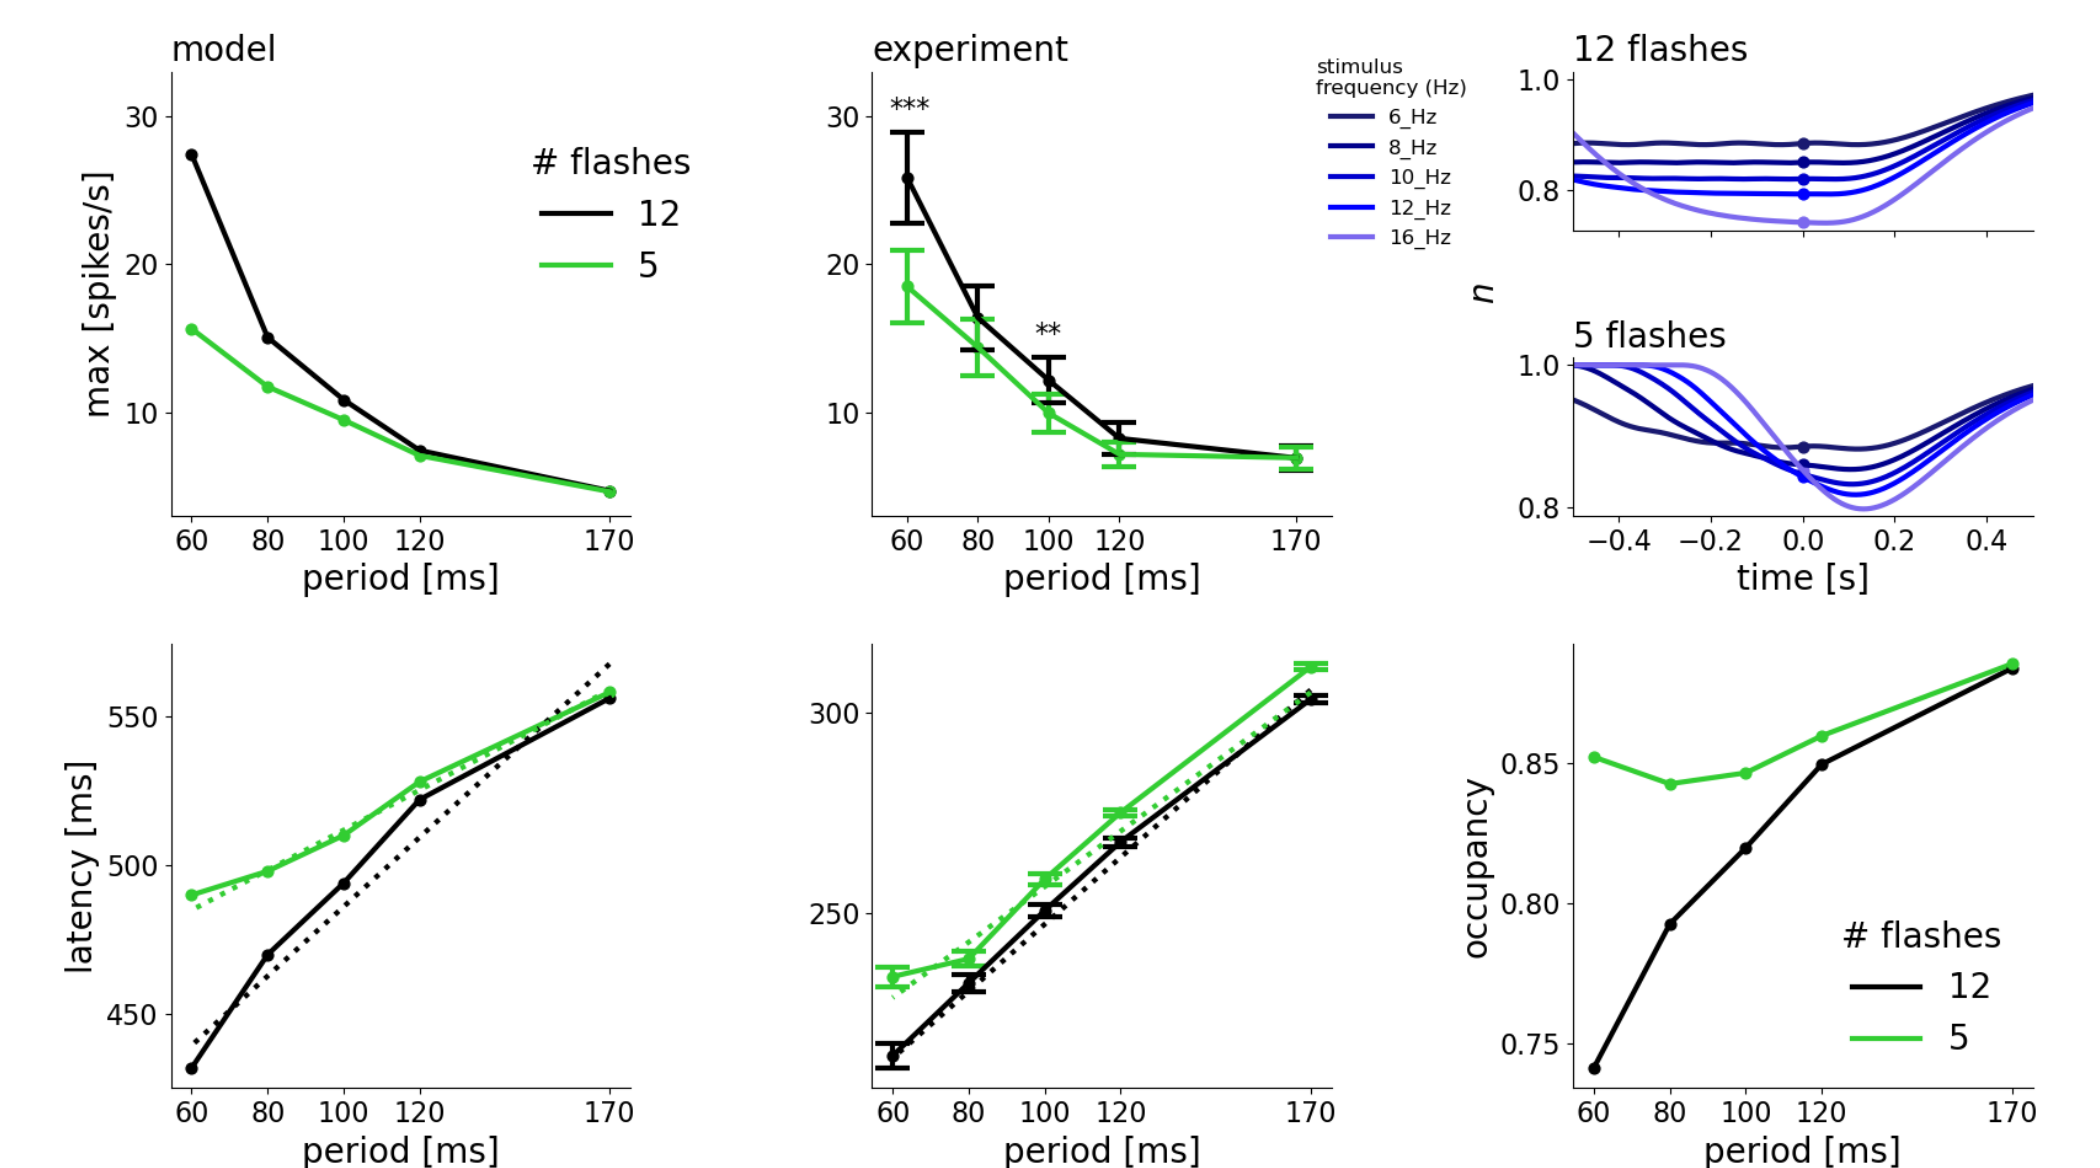 model
30
20
10
max [spikes/s]
# flashes
12
5
60 80 100 120 170
period [ms]
experiment
***
**
30
20
10
60 80 100 120 170
period [ms]
stimulus
frequency (Hz)
6_Hz
8_Hz
10_Hz
12_Hz
16_Hz
12 flashes
1.0
0.8
n
5 flashes
1.0
0.8
−0.4 −0.2 0.0 0.2 0.4
time [s]
550
500
450
latency [ms]
60 80 100 120 170
period [ms]
300
250
60 80 100 120 170
period [ms]
0.85
0.80
0.75
occupancy
# flashes
12
5
60 80 100 120 170
period [ms]